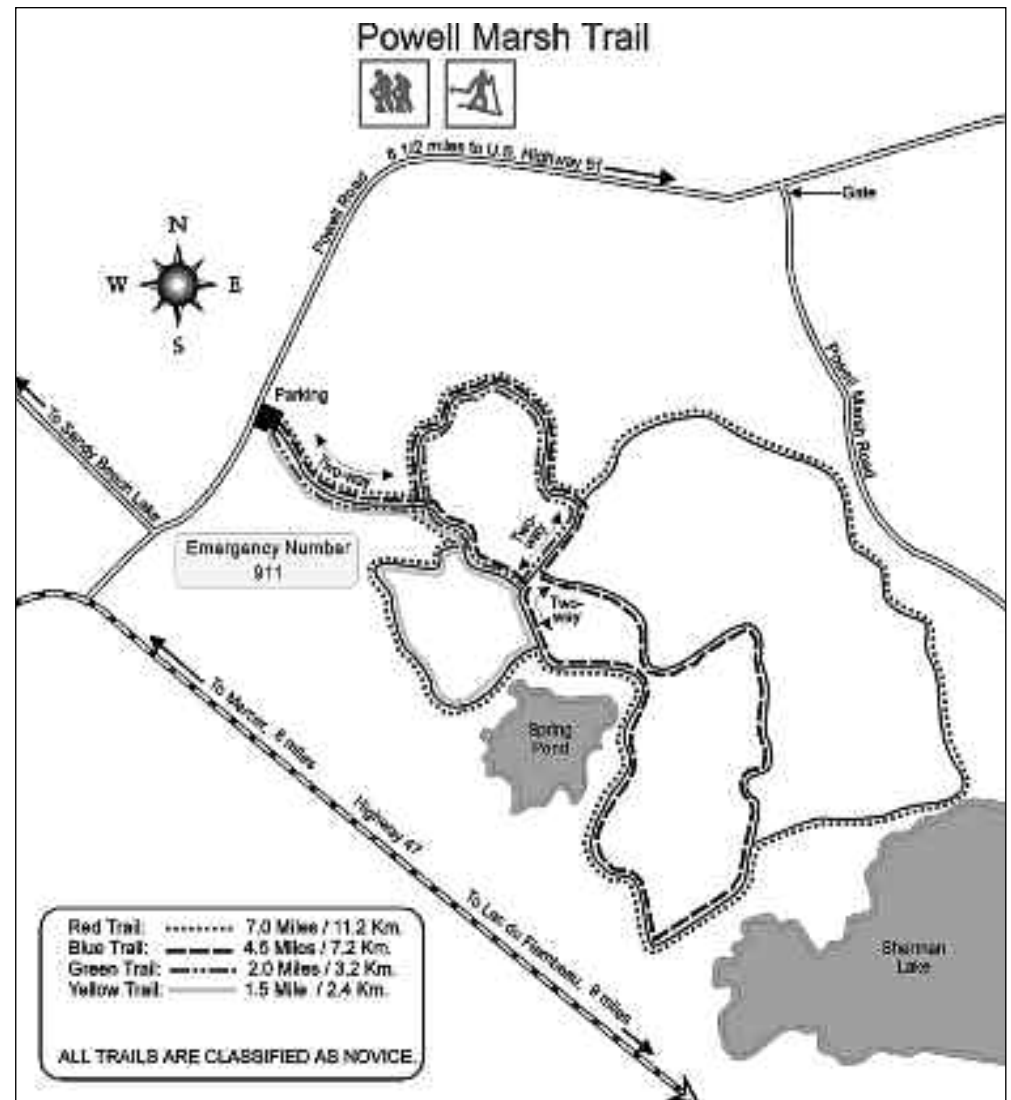 Powell Marsh Trail
6 1/2 miles to U.S. Highway 51
Powell Road
Gate
N
W
E
S
Powell Marsh Road
Parking
Two-way
To Sandy Beach Lake
Two-
way
Emergency Number
911
Two-
way
To Mercer, 8 miles
Spring
Pond
Highway 47
To Lac du Flambeau, 9 miles
Sherman
Lake
Red Trail: 7.0 Miles / 11.2 Km.
Blue Trail: 4.5 Miles / 7.2 Km.
Green Trail: 2.0 Miles / 3.2 Km.
Yellow Trail: 1.5 Mile / 2.4 Km.
ALL TRAILS ARE CLASSIFIED AS NOVICE.